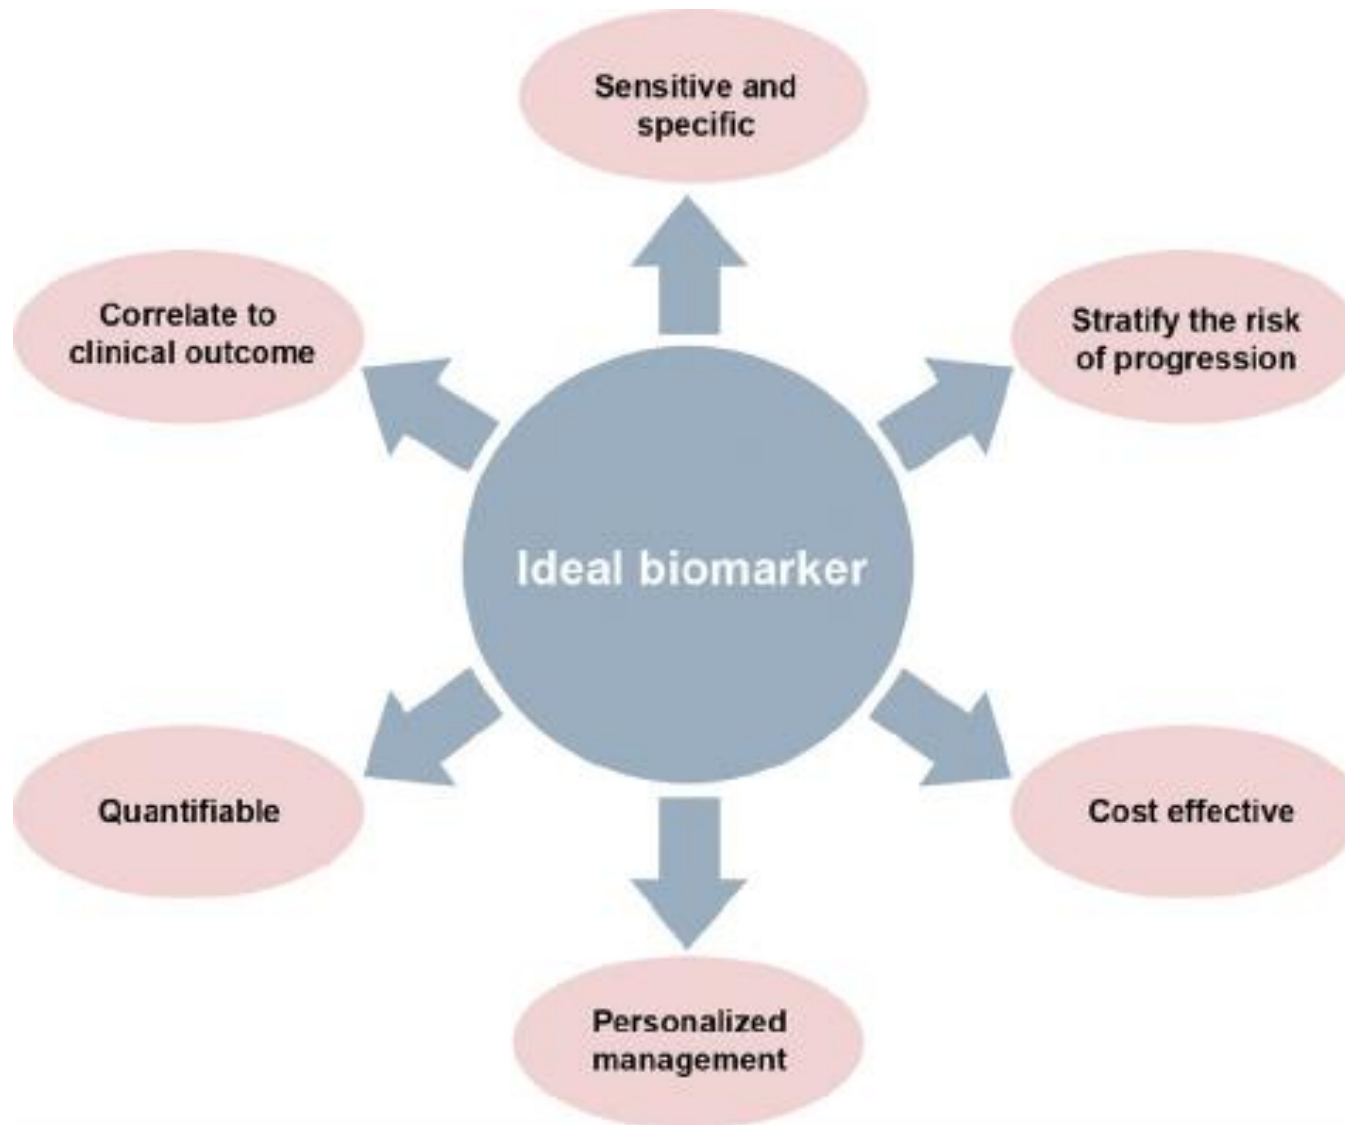 Sensitive and
specific
Correlate to
clinical outcome
Stratify the risk
of progression
Ideal biomarker
Quantifiable
Cost effective
Personalized
management